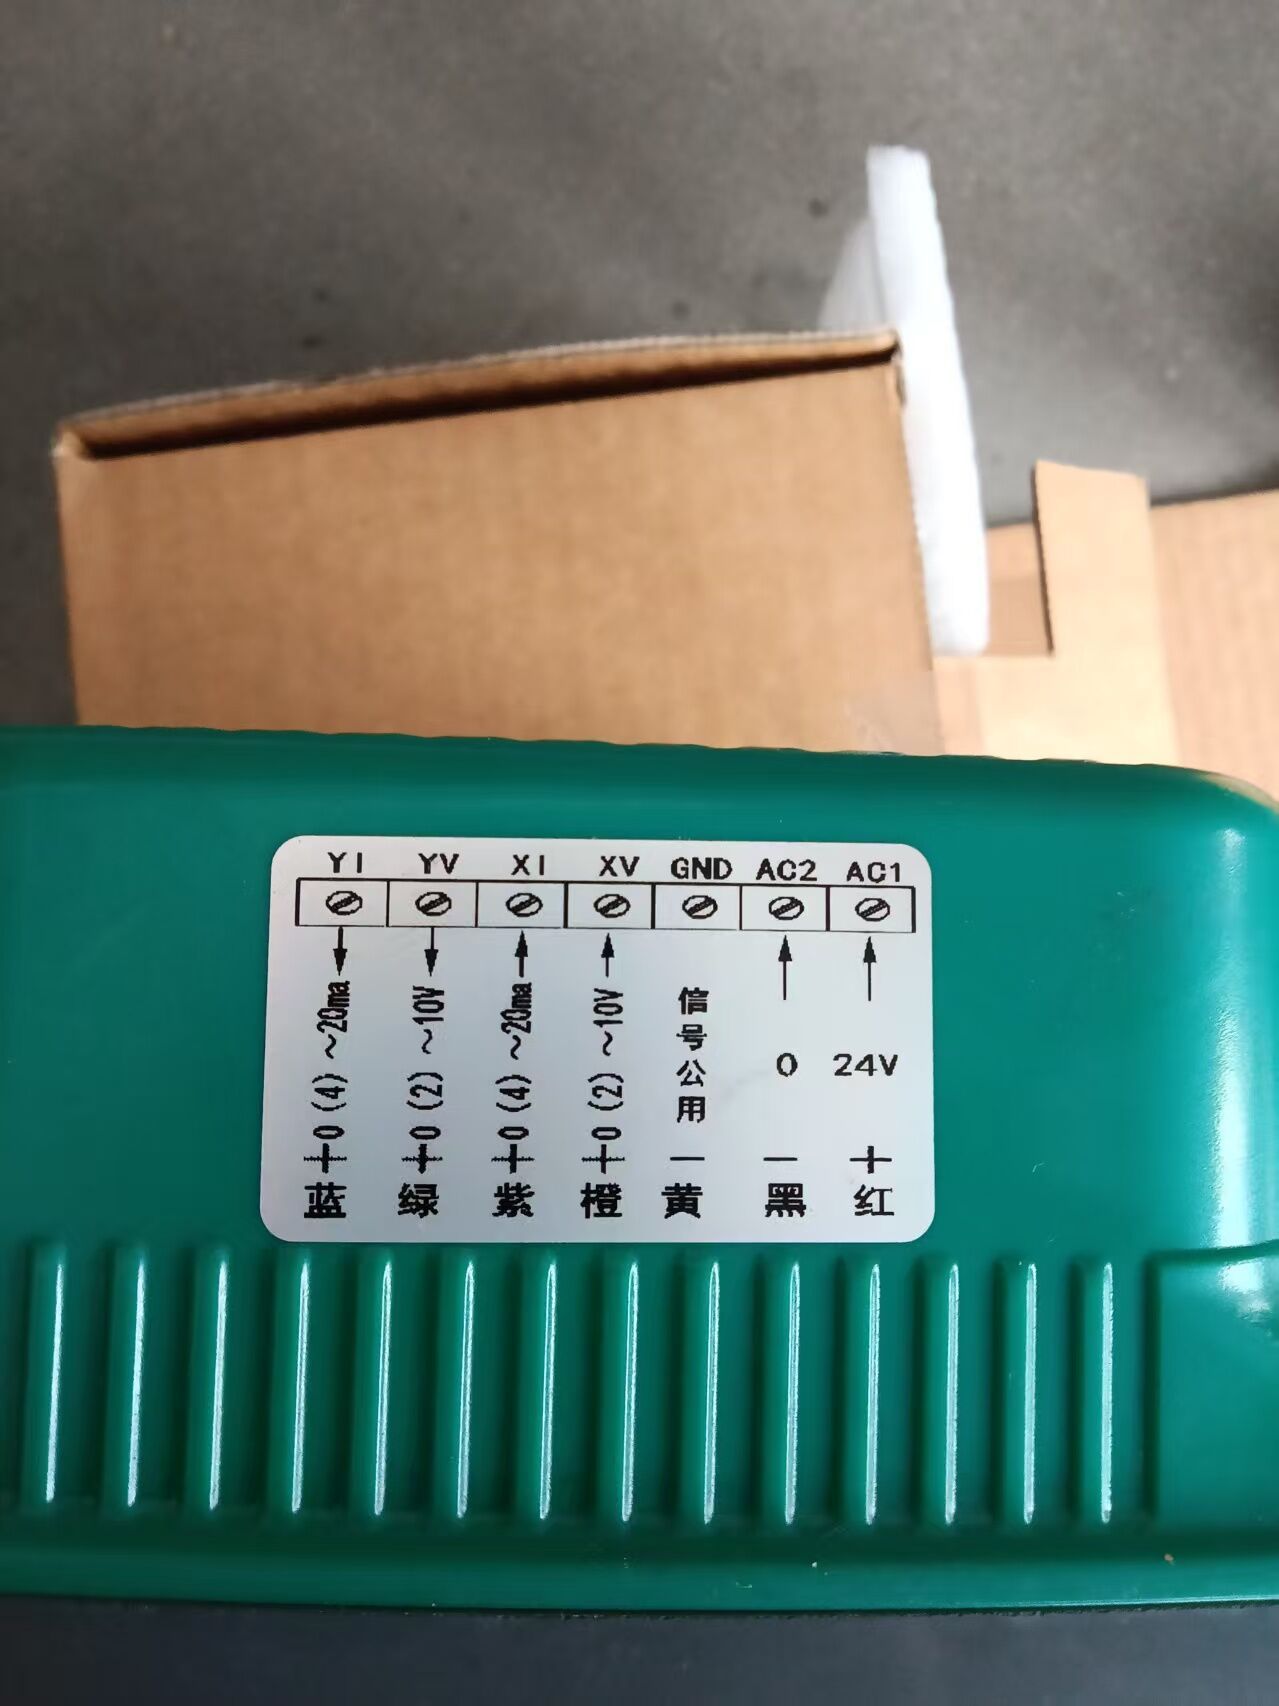 YI YV XI XV GND AC2 AC1
0(4)~20ma 0(2)~10V 0(4)~20ma 0(2)~10V 信号公用 0 24V
+ + + + − − +
蓝 绿 紫 橙 黄 黑 红